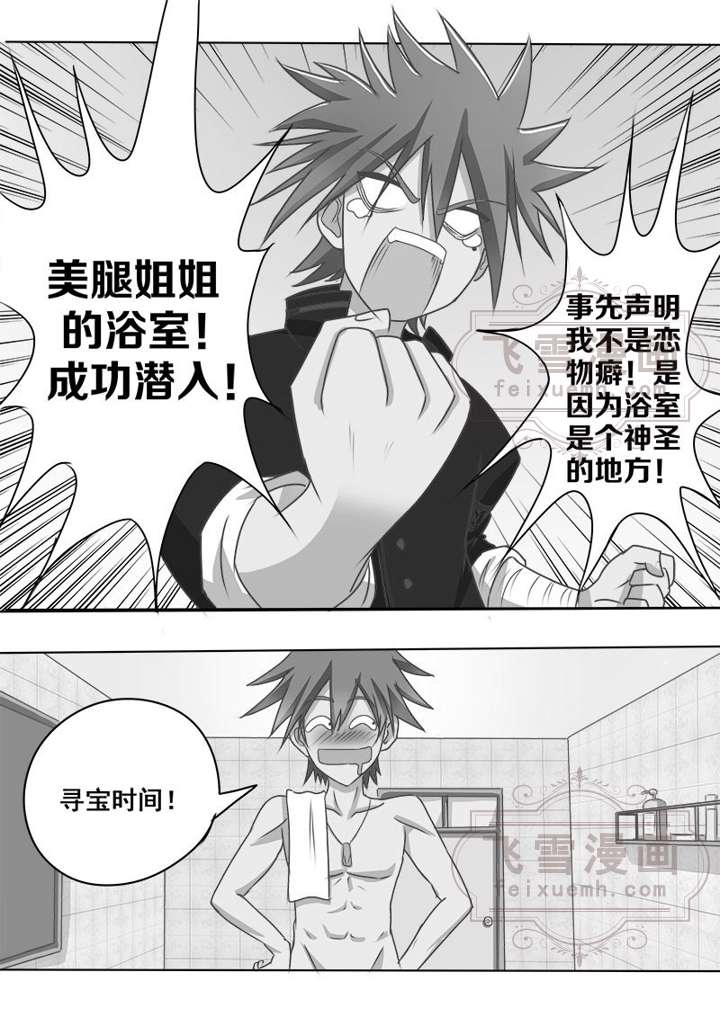 美腿姐姐
的浴室！
成功潜入！
事先声明
我不是恋
物癖！是
因为浴室
是个神圣
的地方！
飞雪漫画
feixuemh.com
寻宝时间！
飞雪漫画
feixuemh.com